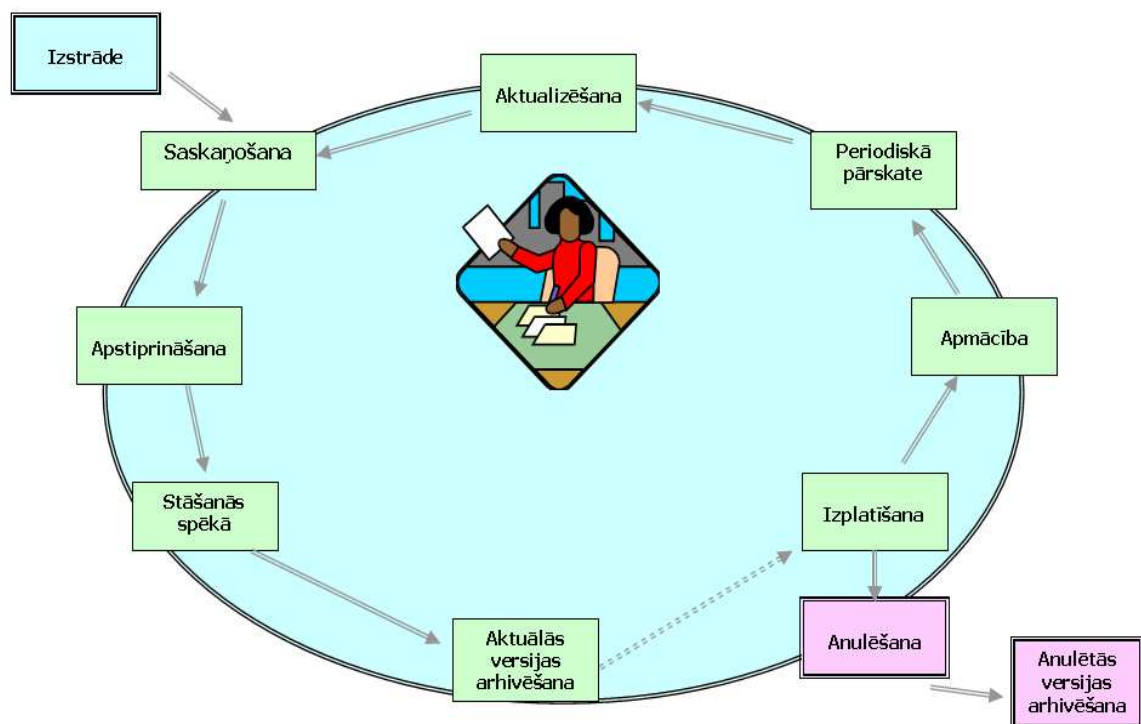 Izstrāde
Aktualizēšana
Saskaņošana
Periodiskā
pārskate
Apstiprināšana
Apmācība
Stāšanās
spēkā
Izplatīšana
Aktuālās
versijas
arhivēšana
Anulēšana
Anulētās
versijas
arhivēšana